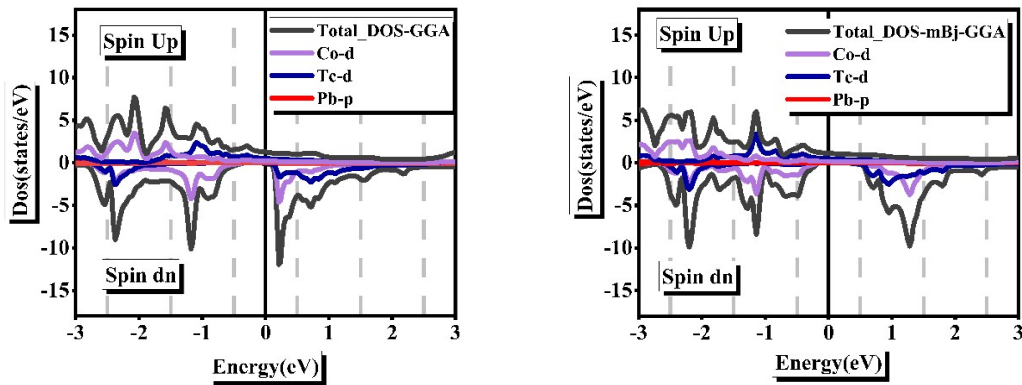 Spin Up
Total_DOS-GGA
Co-d
Tc-d
Pb-p
Spin dn
15
10
5
0
-5
-10
-15
Dos(states/eV)
-3
-2
-1
0
1
2
3
Energy(eV)
Spin Up
Total_DOS-mBj-GGA
Co-d
Tc-d
Pb-p
Spin dn
15
10
5
0
-5
-10
-15
Dos(states/eV)
-3
-2
-1
0
1
2
3
Energy(eV)